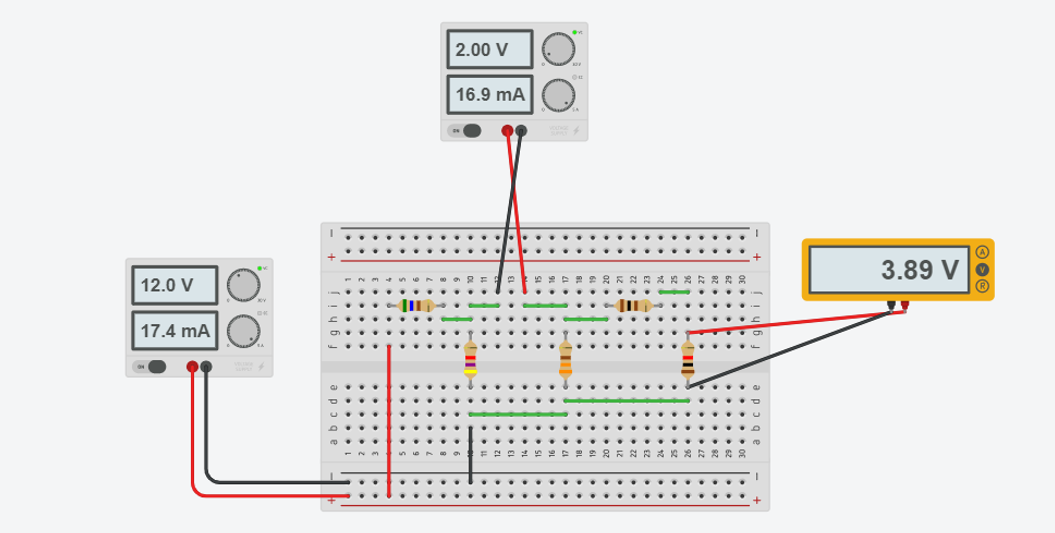 2.00 V
16.9 mA
ON
12.0 V
17.4 mA
ON
3.89 V
A
V
R
− −
+ +
1 2 3 4 5 6 7 8 9 10 11 12 13 14 15 16 17 18 19 20 21 22 23 24 25 26 27 28 29 30
j j
i i
h h
g g
f f
e e
d d
c c
b b
a a
1 2 3 4 5 6 7 8 9 10 11 12 13 14 15 16 17 18 19 20 21 22 23 24 25 26 27 28 29 30
− −
+ +